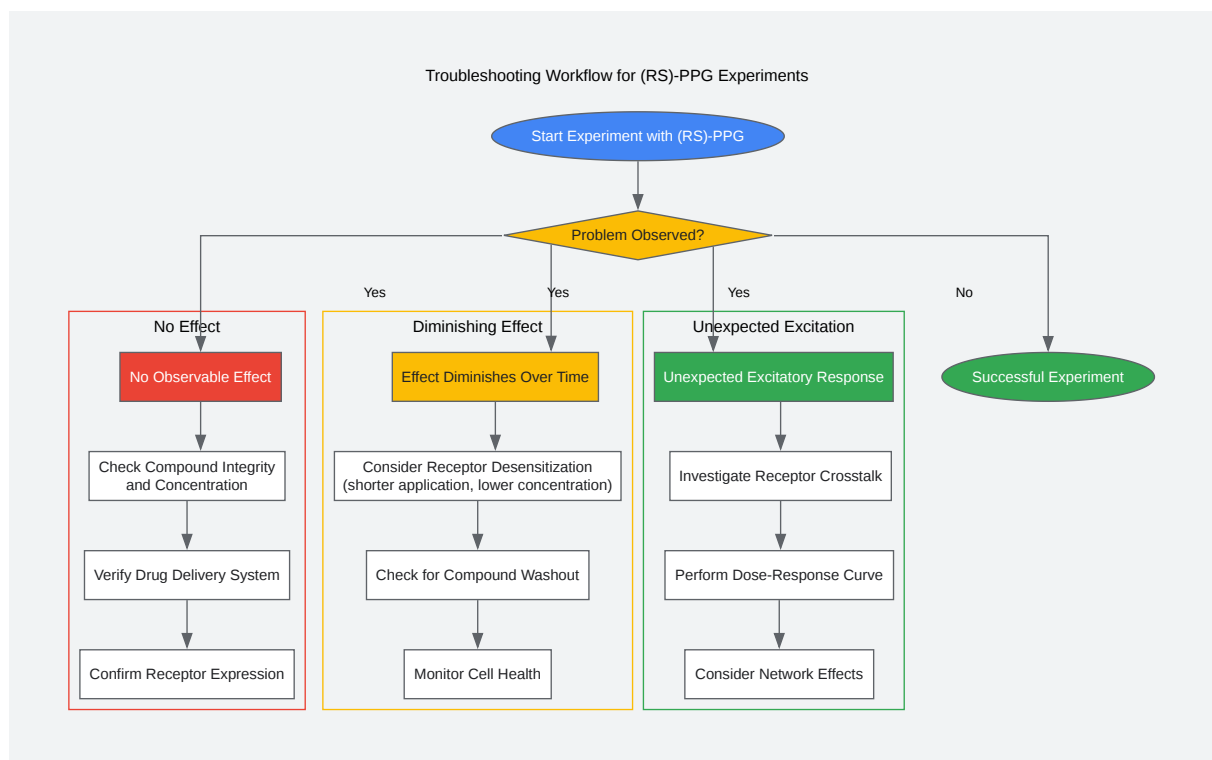 Troubleshooting Workflow for (RS)-PPG Experiments
Start Experiment with (RS)-PPG
Problem Observed?
Yes
Yes
Yes
No
No Effect
Diminishing Effect
Unexpected Excitation
No Observable Effect
Effect Diminishes Over Time
Unexpected Excitatory Response
Successful Experiment
Check Compound Integrity
and Concentration
Consider Receptor Desensitization
(shorter application, lower concentration)
Investigate Receptor Crosstalk
Verify Drug Delivery System
Check for Compound Washout
Perform Dose-Response Curve
Confirm Receptor Expression
Monitor Cell Health
Consider Network Effects